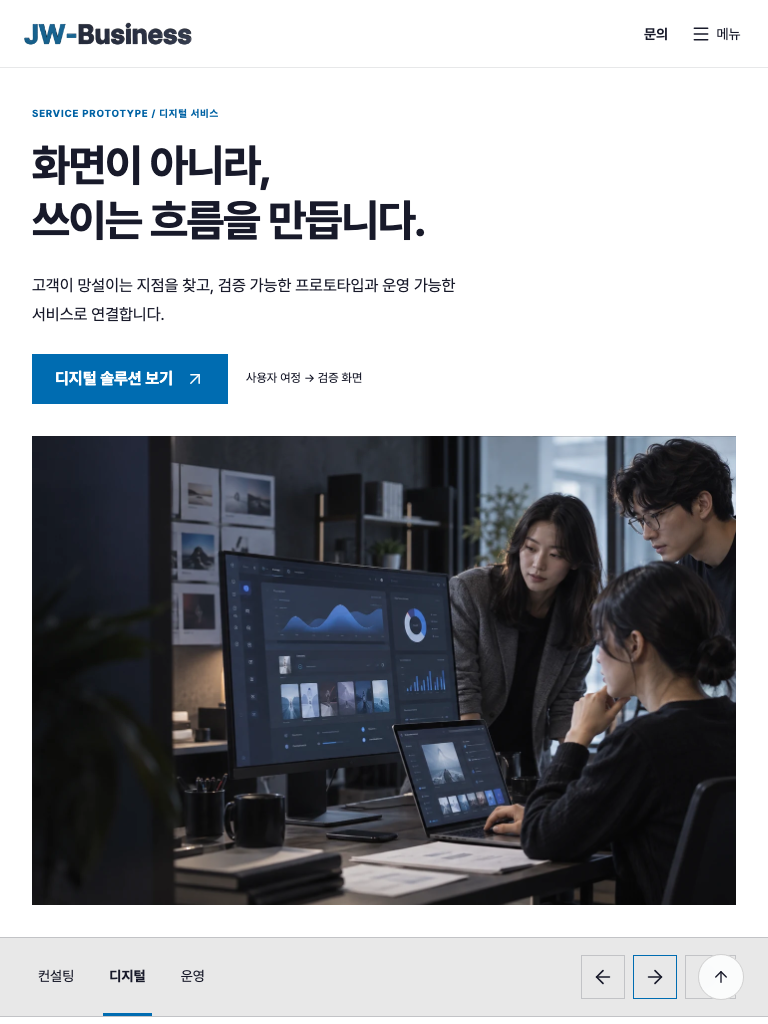 JW-Business
문의
메뉴
SERVICE PROTOTYPE / 디지털 서비스
화면이 아니라,
쓰이는 흐름을 만듭니다.
고객이 망설이는 지점을 찾고, 검증 가능한 프로토타입과 운영 가능한
서비스로 연결합니다.
디지털 솔루션 보기
사용자 여정 → 검증 화면
컨설팅
디지털
운영